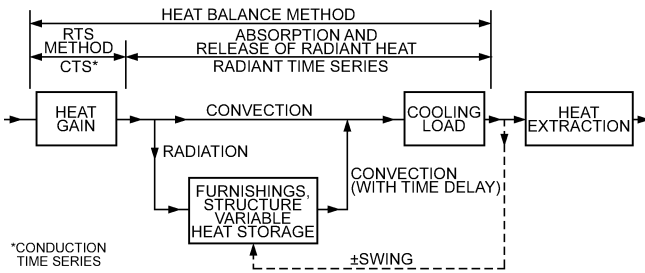 HEAT BALANCE METHOD
RTS
METHOD
CTS*
ABSORPTION AND
RELEASE OF RADIANT HEAT
RADIANT TIME SERIES
HEAT
GAIN
CONVECTION
COOLING
LOAD
HEAT
EXTRACTION
RADIATION
CONVECTION
(WITH TIME DELAY)
FURNISHINGS,
STRUCTURE
VARIABLE
HEAT STORAGE
±SWING
*CONDUCTION
TIME SERIES